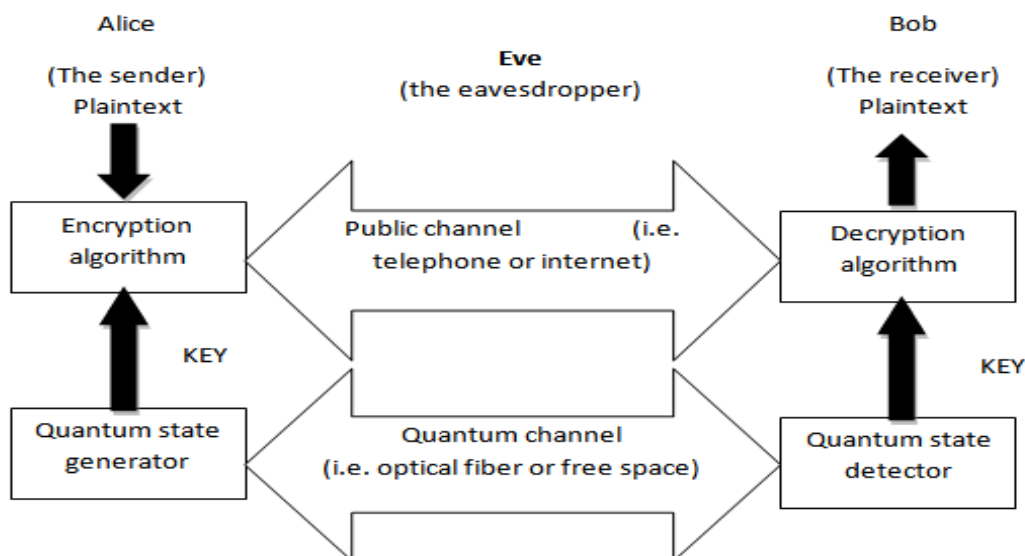 Alice
(The sender)
Plaintext
Eve
(the eavesdropper)
Bob
(The receiver)
Plaintext
Encryption
algorithm
Public channel (i.e.
telephone or internet)
Decryption
algorithm
KEY
KEY
Quantum state
generator
Quantum channel
(i.e. optical fiber or free space)
Quantum state
detector